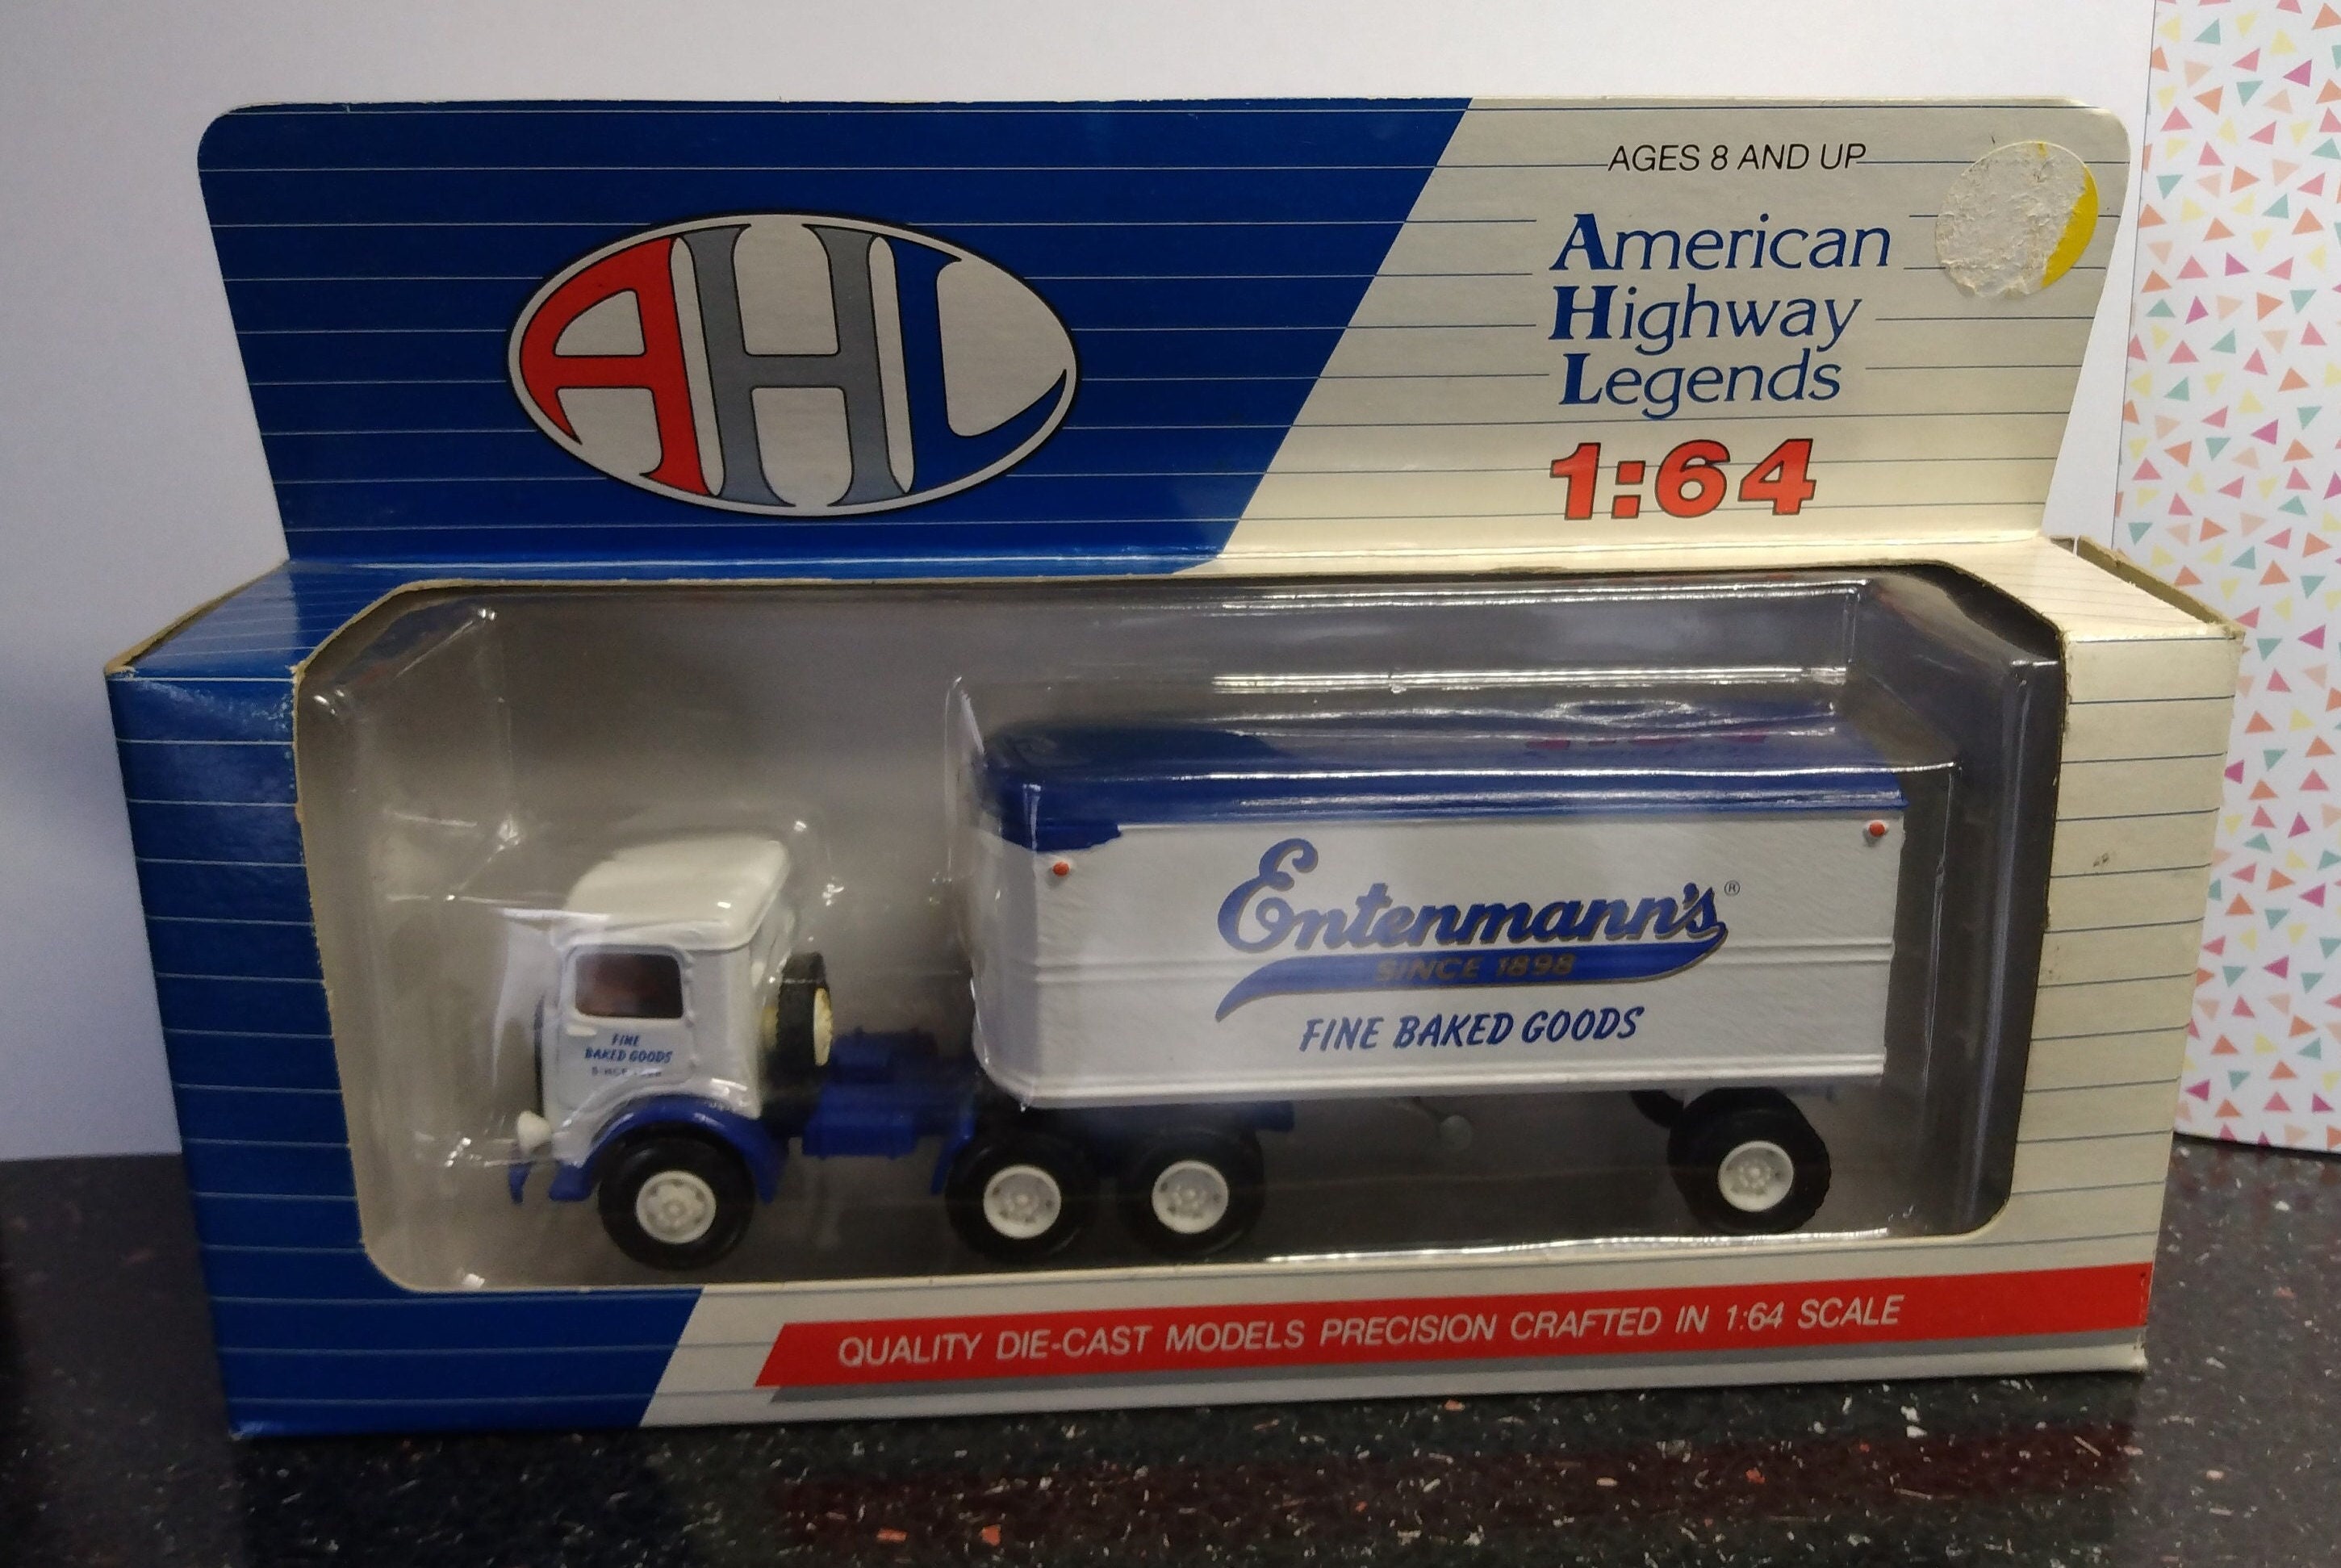 AHL
AGES 8 AND UP
American
Highway
Legends
1:64
Entenmann's®
SINCE 1898
FINE BAKED GOODS
FINE
BAKED GOODS
SINCE
QUALITY DIE-CAST MODELS PRECISION CRAFTED IN 1:64 SCALE